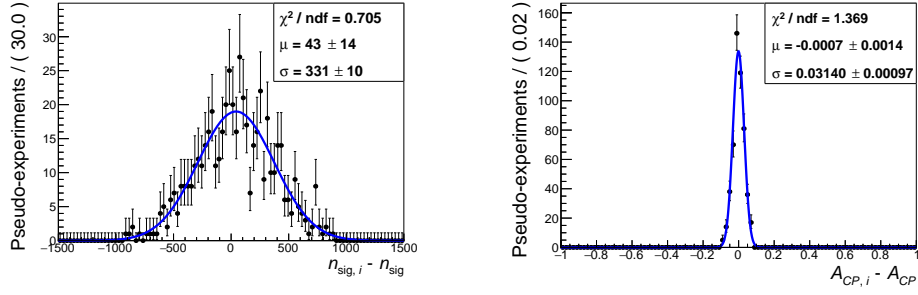 χ² / ndf = 0.705
μ = 43 ± 14
σ = 331 ± 10
Pseudo-experiments / ( 30.0 )
35
30
25
20
15
10
5
0
−1500 −1000 −500 0 500 1000 1500
n_sig, i - n_sig
χ² / ndf = 1.369
μ = -0.0007 ± 0.0014
σ = 0.03140 ± 0.00097
Pseudo-experiments / ( 0.02 )
160
140
120
100
80
60
40
20
0
−1 −0.8 −0.6 −0.4 −0.2 0 0.2 0.4 0.6 0.8 1
A_CP, i - A_CP